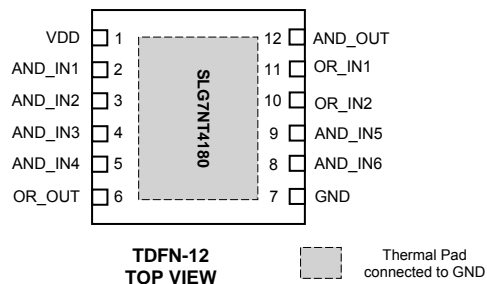 VDD 1
AND_IN1 2
AND_IN2 3
AND_IN3 4
AND_IN4 5
OR_OUT 6
SLG7NT4180
12 AND_OUT
11 OR_IN1
10 OR_IN2
9 AND_IN5
8 AND_IN6
7 GND
TDFN-12
TOP VIEW
Thermal Pad
connected to GND